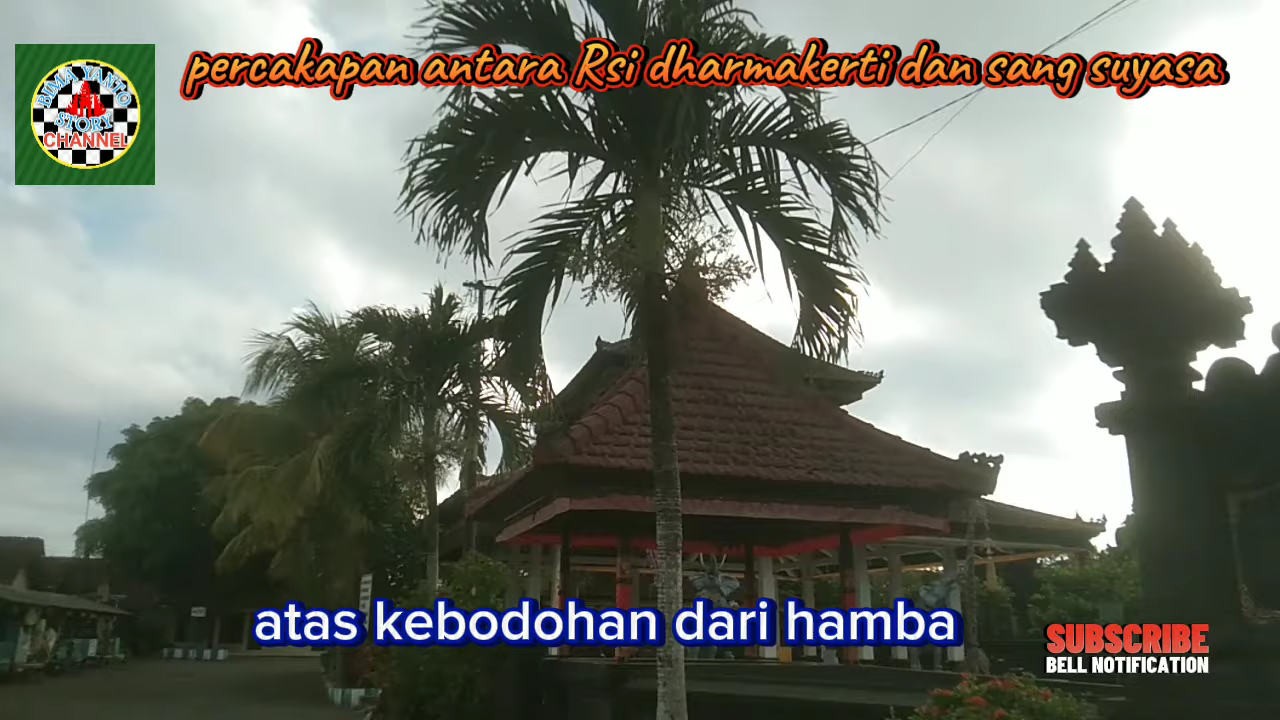 percakapan antara Rsi dharmakerti dan sang suyasa
BIMA YANTO
STORY
CHANNEL
atas kebodohan dari hamba
SUBSCRIBE
BELL NOTIFICATION